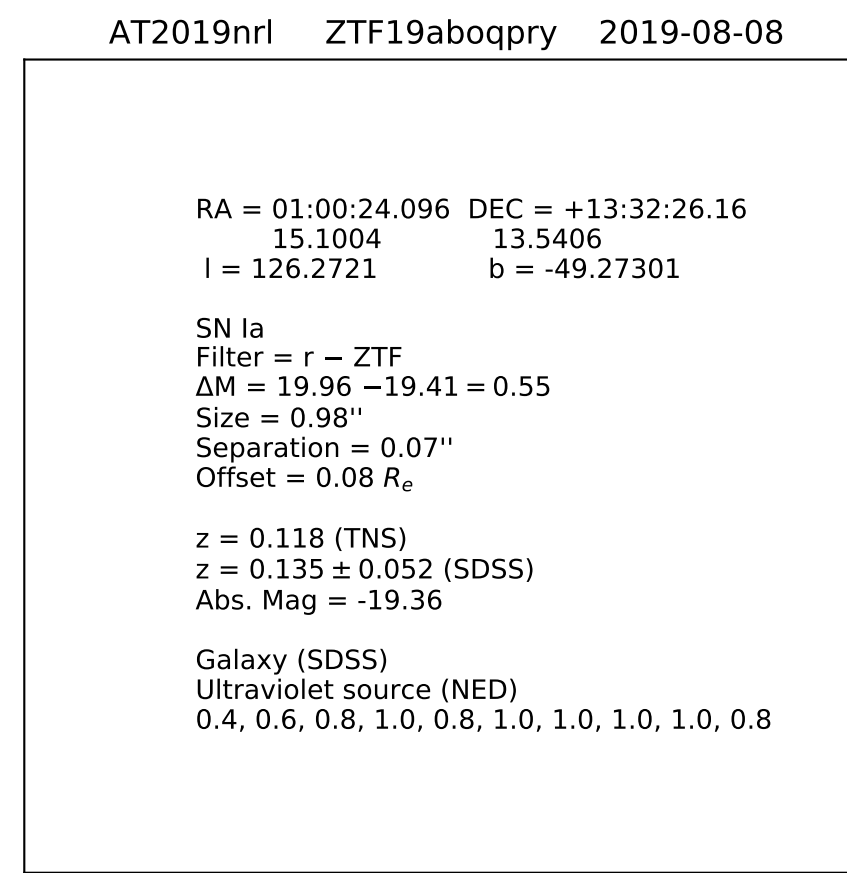 AT2019nrl ZTF19aboqpry 2019-08-08
RA = 01:00:24.096 DEC = +13:32:26.16
15.1004 13.5406
l = 126.2721 b = -49.27301
SN Ia
Filter = r − ZTF
ΔM = 19.96 −19.41 = 0.55
Size = 0.98''
Separation = 0.07''
Offset = 0.08 Rₑ
z = 0.118 (TNS)
z = 0.135 ± 0.052 (SDSS)
Abs. Mag = -19.36
Galaxy (SDSS)
Ultraviolet source (NED)
0.4, 0.6, 0.8, 1.0, 0.8, 1.0, 1.0, 1.0, 1.0, 0.8